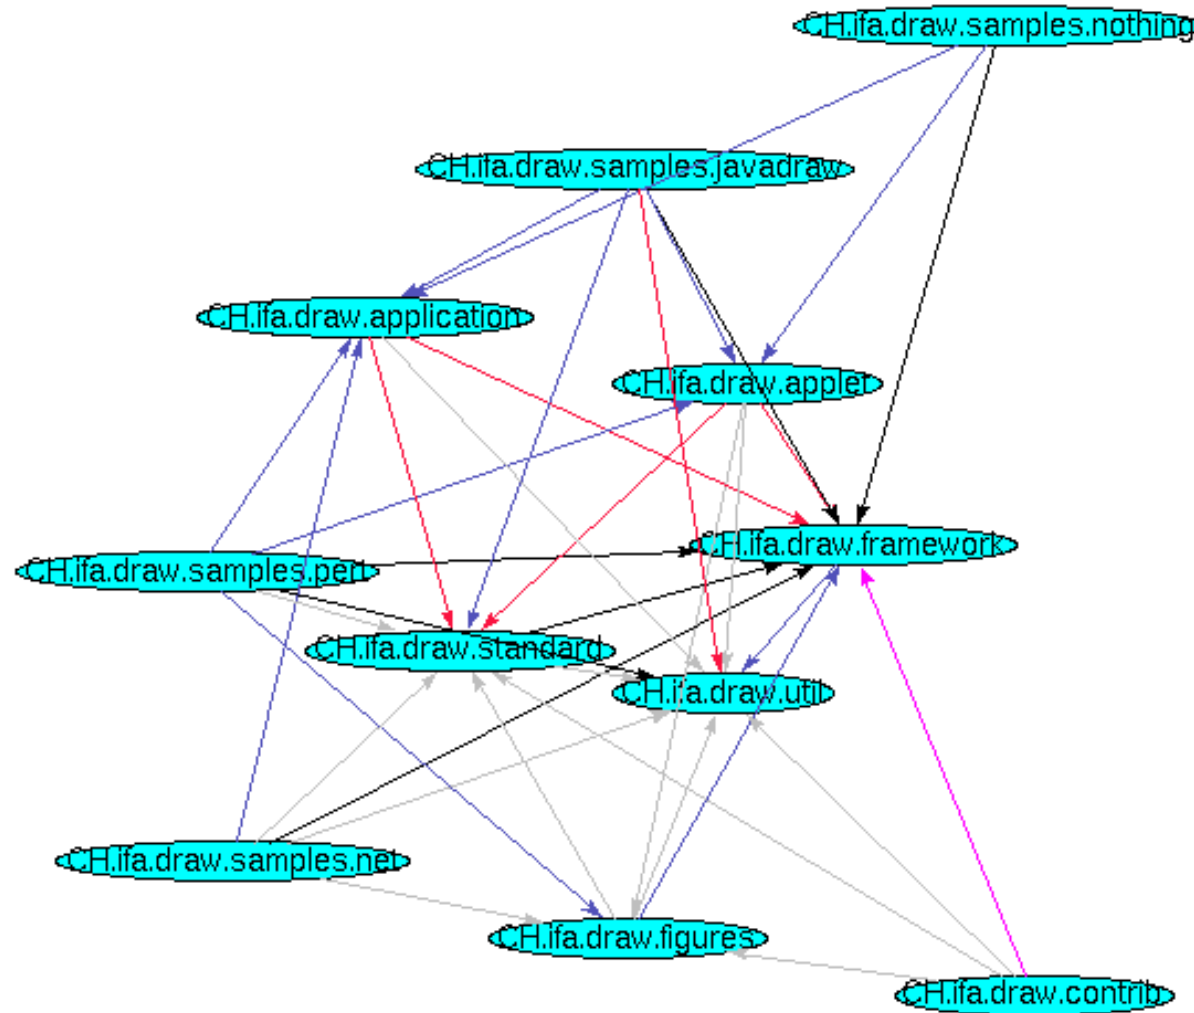 CH.ifa.draw.samples.nothing
CH.ifa.draw.samples.javadraw
CH.ifa.draw.application
CH.ifa.draw.applet
CH.ifa.draw.framework
CH.ifa.draw.samples.pert
CH.ifa.draw.standard
CH.ifa.draw.util
CH.ifa.draw.samples.net
CH.ifa.draw.figures
CH.ifa.draw.contrib